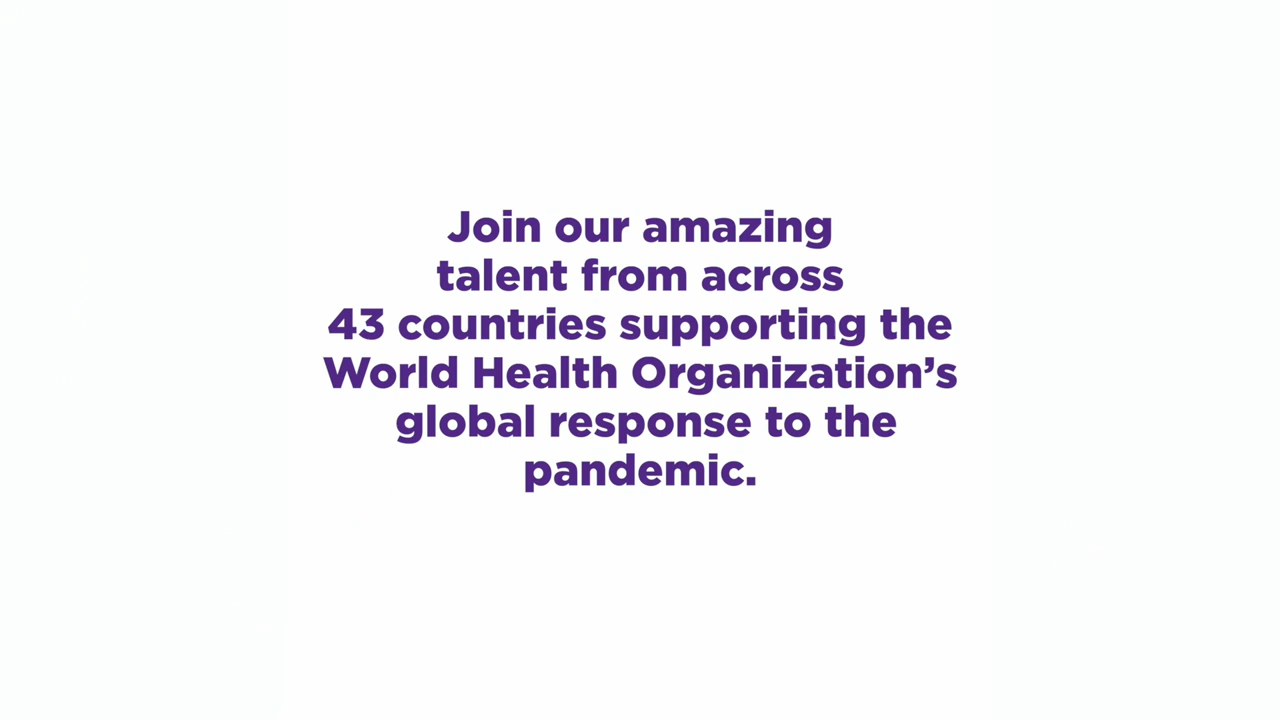 Join our amazing
talent from across
43 countries supporting the
World Health Organization’s
global response to the
pandemic.